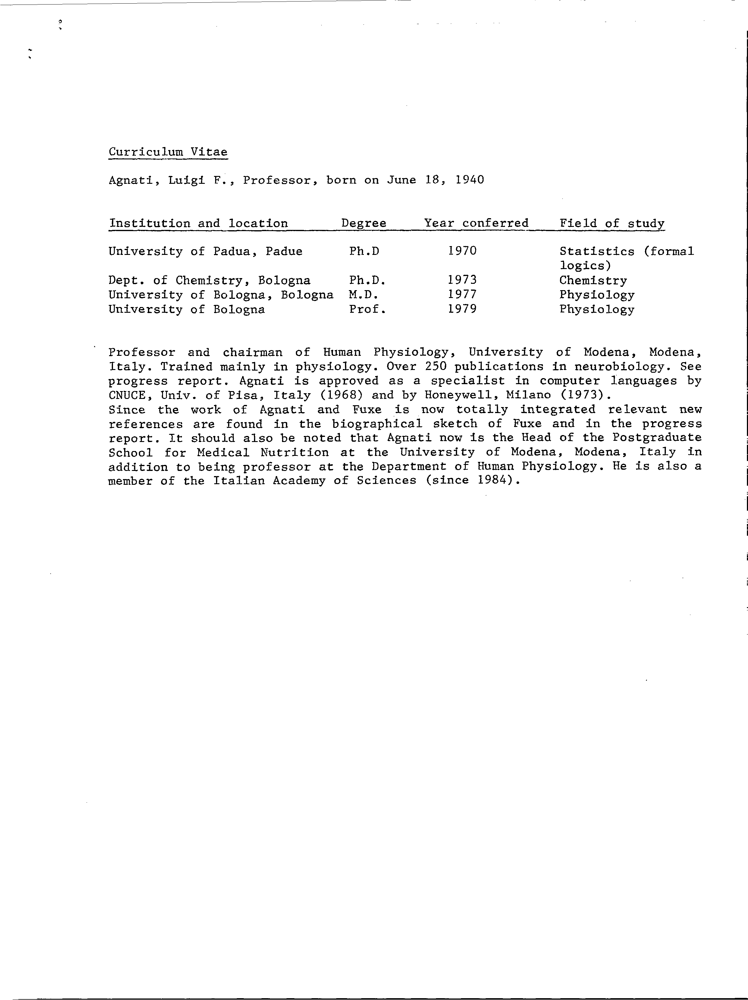 Curriculum Vitae
Agnati, Luigi F., Professor, born on June 18, 1940
Institution and location Degree Year conferred Field of study
University of Padua, Padue Ph.D 1970 Statistics (formal
logics)
Dept. of Chemistry, Bologna Ph.D. 1973 Chemistry
University of Bologna, Bologna M.D. 1977 Physiology
University of Bologna Prof. 1979 Physiology
Professor and chairman of Human Physiology, University of Modena, Modena,
Italy. Trained mainly in physiology. Over 250 publications in neurobiology. See
progress report. Agnati is approved as a specialist in computer languages by
CNUCE, Univ. of Pisa, Italy (1968) and by Honeywell, Milano (1973).
Since the work of Agnati and Fuxe is now totally integrated relevant new
references are found in the biographical sketch of Fuxe and in the progress
report. It should also be noted that Agnati now is the Head of the Postgraduate
School for Medical Nutrition at the University of Modena, Modena, Italy in
addition to being professor at the Department of Human Physiology. He is also a
member of the Italian Academy of Sciences (since 1984).